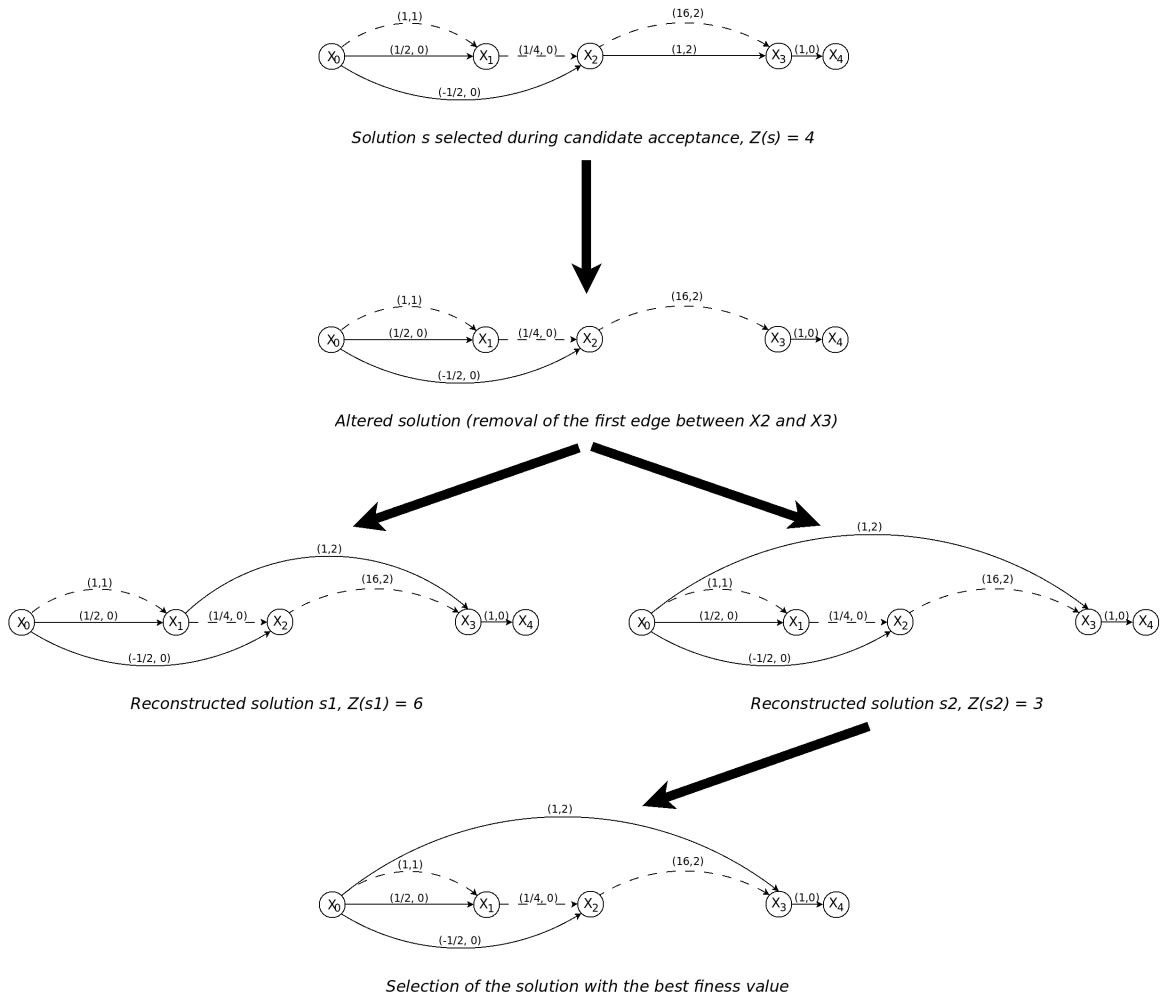 (1,1)
(16,2)
X0 (1/2, 0) X1 (1/4, 0) X2 (1,2) X3 (1,0) X4
(-1/2, 0)
Solution s selected during candidate acceptance, Z(s) = 4
(1,1)
(16,2)
X0 (1/2, 0) X1 (1/4, 0) X2 X3 (1,0) X4
(-1/2, 0)
Altered solution (removal of the first edge between X2 and X3)
(1,2)
(1,1)
(16,2)
X0 (1/2, 0) X1 (1/4, 0) X2 X3 (1,0) X4
(-1/2, 0)
Reconstructed solution s1, Z(s1) = 6
(1,2)
(1,1)
(16,2)
X0 (1/2, 0) X1 (1/4, 0) X2 X3 (1,0) X4
(-1/2, 0)
Reconstructed solution s2, Z(s2) = 3
(1,2)
(1,1)
(16,2)
X0 (1/2, 0) X1 (1/4, 0) X2 X3 (1,0) X4
(-1/2, 0)
Selection of the solution with the best finess value